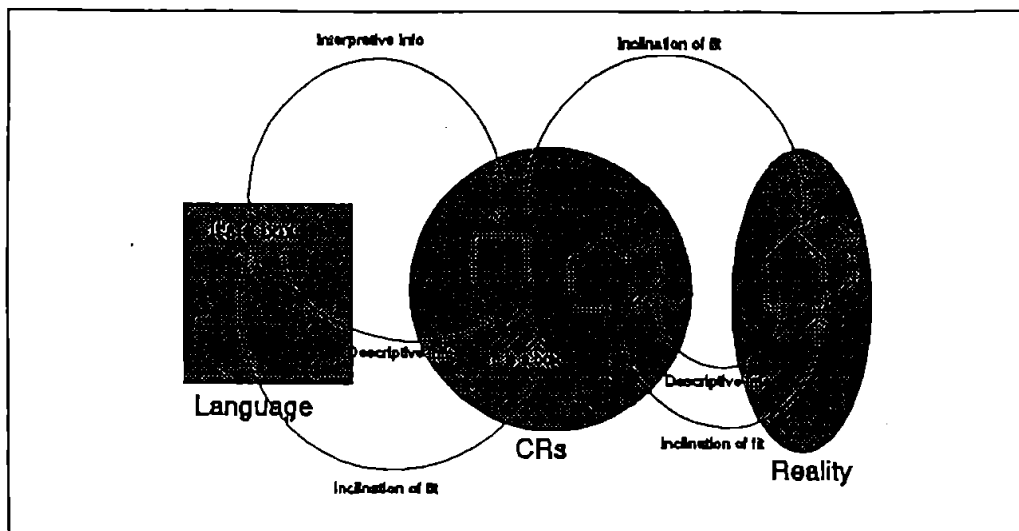 Interpretive Info
Inclination of fit
Descriptive
Descriptive
Language
Inclination of fit
CRs
Inclination of fit
Reality